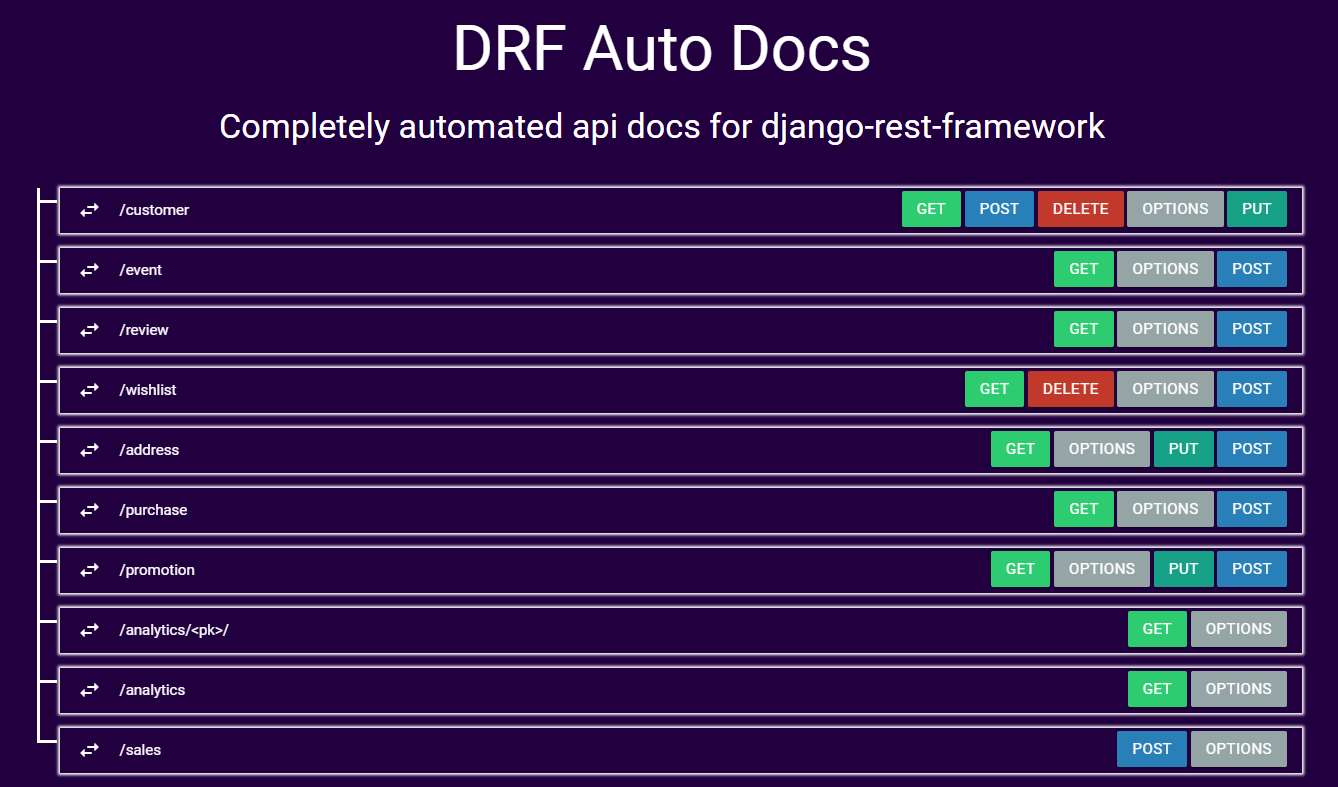 DRF Auto Docs
Completely automated api docs for django-rest-framework
/customer GET POST DELETE OPTIONS PUT
/event GET OPTIONS POST
/review GET OPTIONS POST
/wishlist GET DELETE OPTIONS POST
/address GET OPTIONS PUT POST
/purchase GET OPTIONS POST
/promotion GET OPTIONS PUT POST
/analytics/<pk>/ GET OPTIONS
/analytics GET OPTIONS
/sales POST OPTIONS